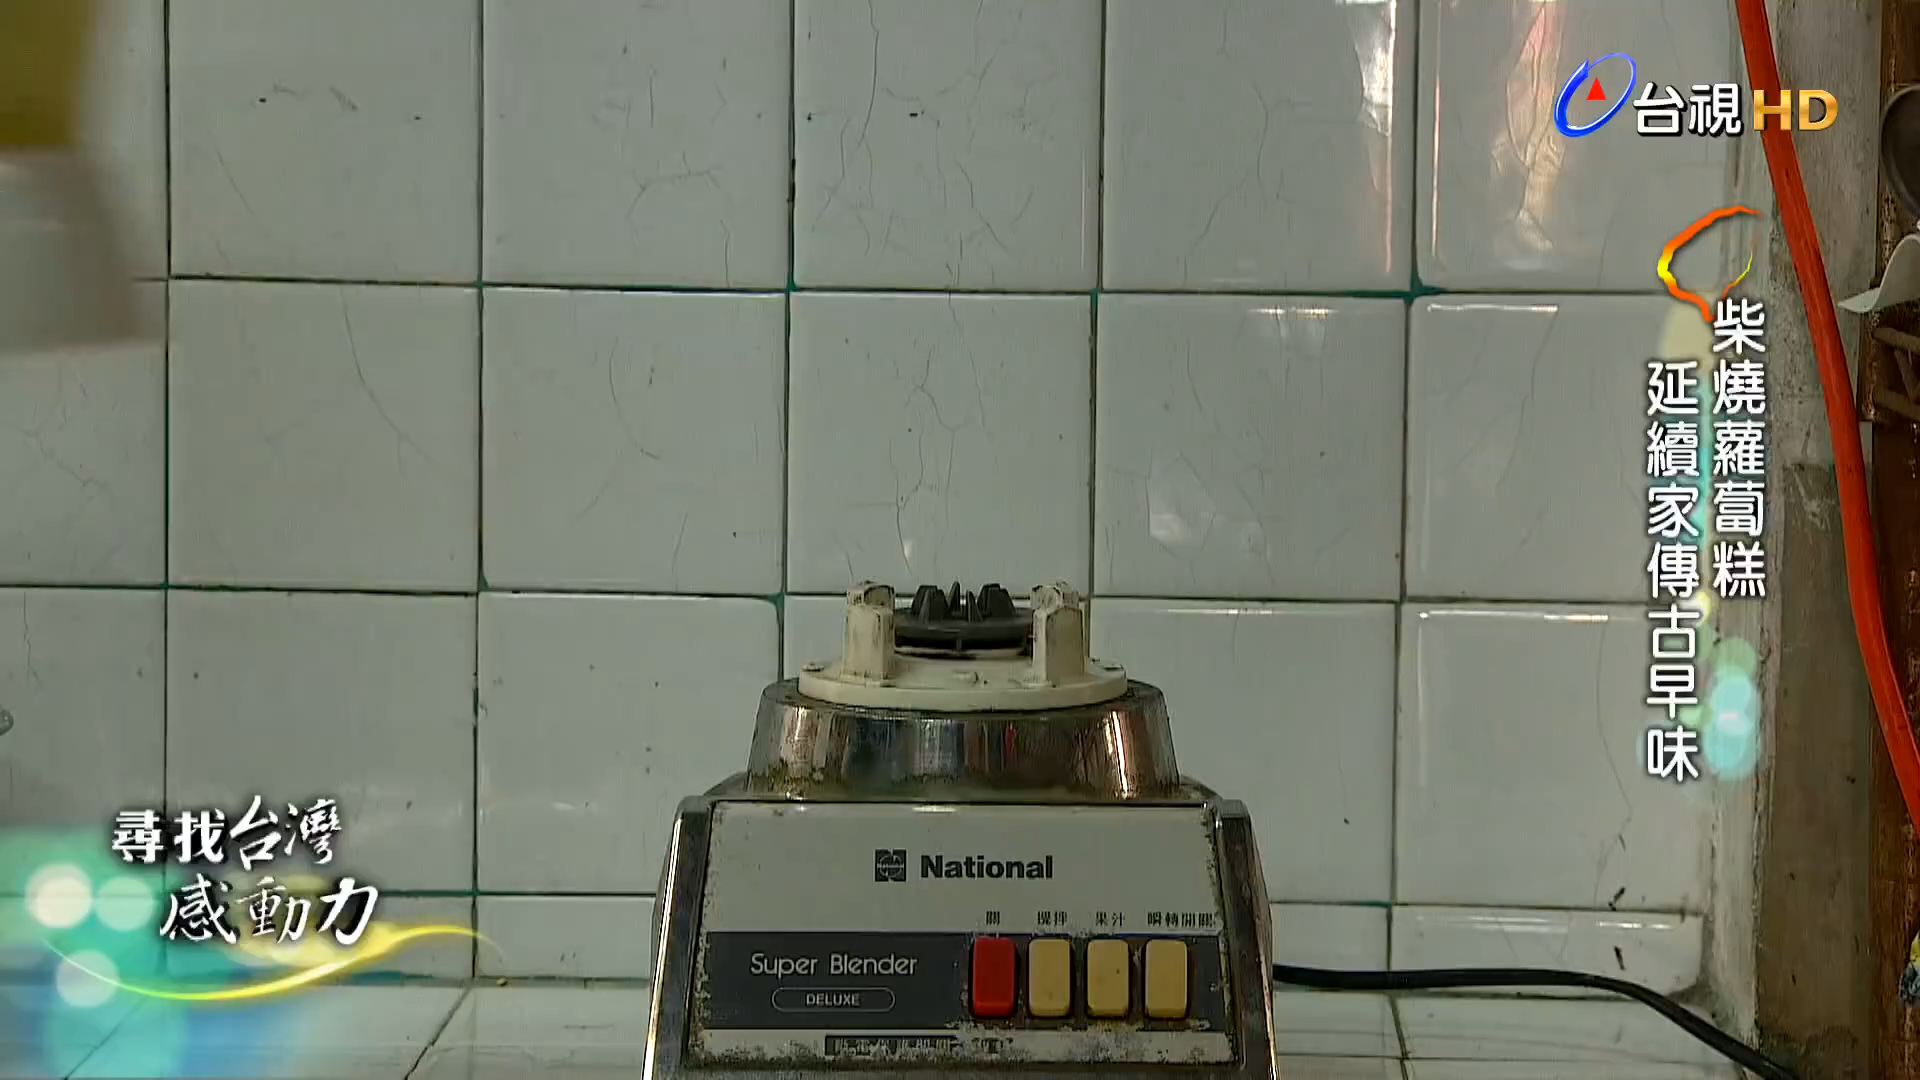 台視HD
柴燒蘿蔔糕
延續家傳古早味
尋找台灣
感動力
National
關 攪拌 果汁 瞬轉開關
Super Blender
DELUXE